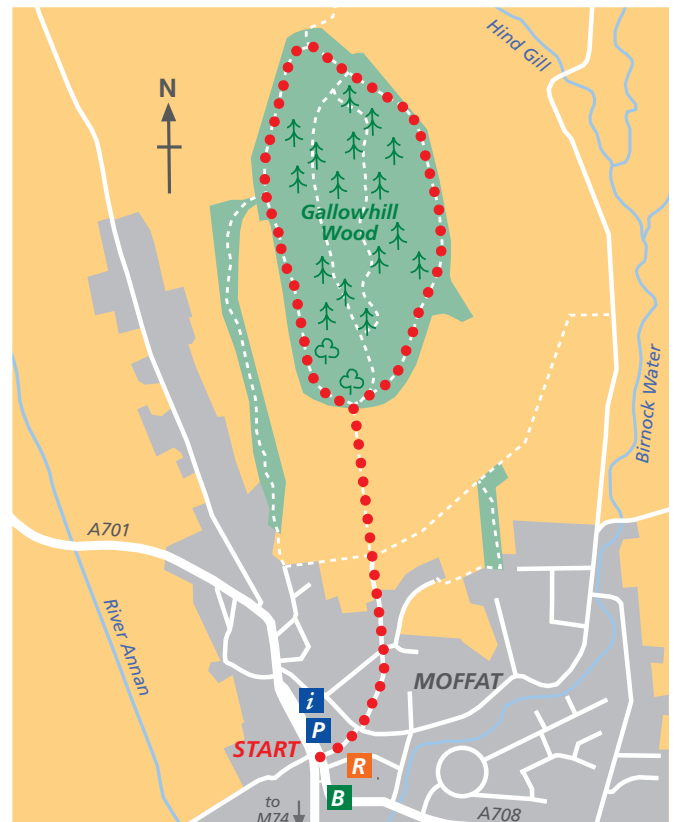 Hind Gill
N
Gallowhill
Wood
Birnock Water
A701
River Annan
MOFFAT
i
P
START
R
B
to
M74
A708